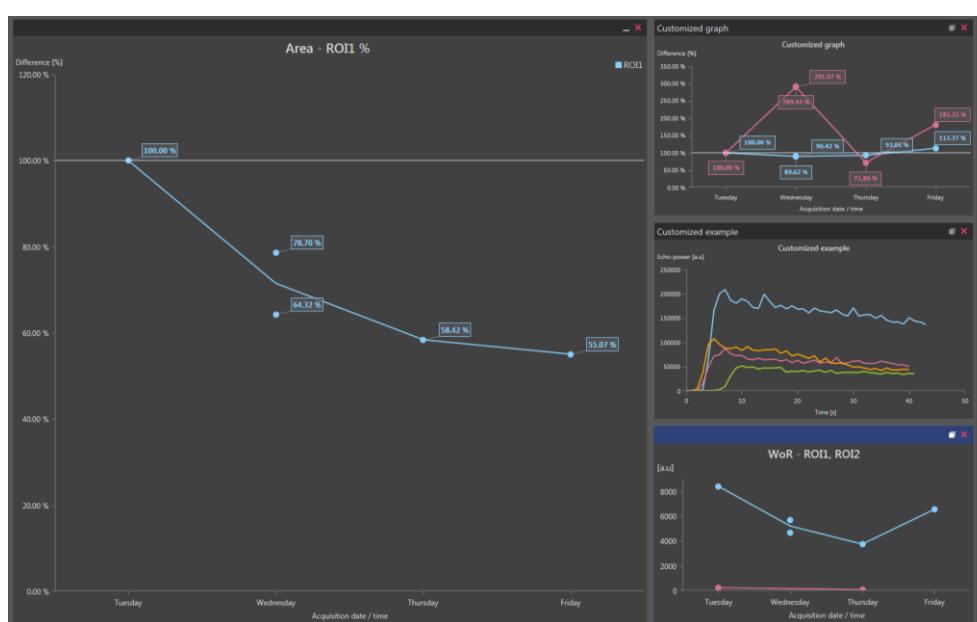 Area - ROI1 %
Difference [%]
ROI1
120.00 %
100.00 %
80.00 %
60.00 %
40.00 %
20.00 %
0.00 %
100.00 %
78.70 %
64.32 %
58.42 %
55.07 %
Tuesday
Wednesday
Thursday
Friday
Acquisition date / time
Customized graph
Customized graph
Difference [%]
350.00 %
300.00 %
250.00 %
200.00 %
150.00 %
100.00 %
50.00 %
0.00 %
291.07 %
289.92 %
181.23 %
100.00 %
90.42 %
93.05 %
113.37 %
100.00 %
89.62 %
71.89 %
Tuesday
Wednesday
Thursday
Friday
Acquisition date / time
Customized example
Customized example
Echo-power [a.u]
250000
200000
150000
100000
50000
0
0
10
20
30
40
50
Time [s]
WoR - ROI1, ROI2
[a.u]
8000
6000
4000
2000
0
Tuesday
Wednesday
Thursday
Friday
Acquisition date / time